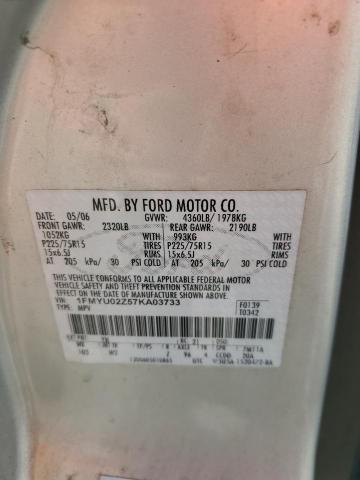 MFD. BY FORD MOTOR CO.
DATE: 05/06 GVWR: 4360LB/1978KG
FRONT GAWR: 2320LB REAR GAWR: 2190LB
1052KG WITH 993KG WITH
P225/75R15 TIRES P225/75R15 TIRES
15x6.5J RIMS 15x6.5J RIMS
AT 205 kPa/ 30 PSI COLD AT 205 kPa/ 30 PSI COLD
THIS VEHICLE CONFORMS TO ALL APPLICABLE FEDERAL MOTOR
VEHICLE SAFETY AND THEFT PREVENTION STANDARDS IN EFFECT
ON THE DATE OF MANUFACTURE SHOWN ABOVE.
VIN: 1FMYU02Z57KA03733 F0139
TYPE: MPV T0342